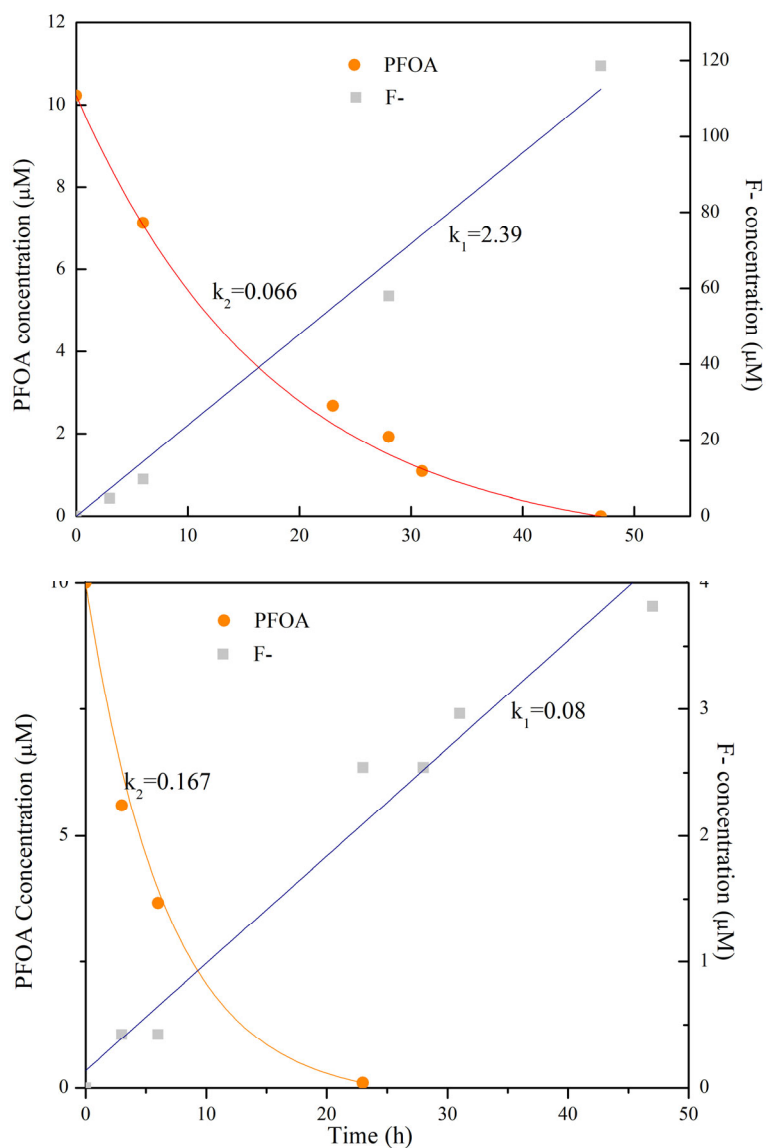 12
10
8
6
4
2
0
PFOA concentration (μM)
PFOA
F-
k₁=2.39
k₂=0.066
120
100
80
60
40
20
0
F- concentration (μM)
0 10 20 30 40 50
10
5
0
PFOA Cconcentration (μM)
PFOA
F-
k₂=0.167
k₁=0.08
4
3
2
1
0
F- concentration (μM)
0 10 20 30 40 50
Time (h)